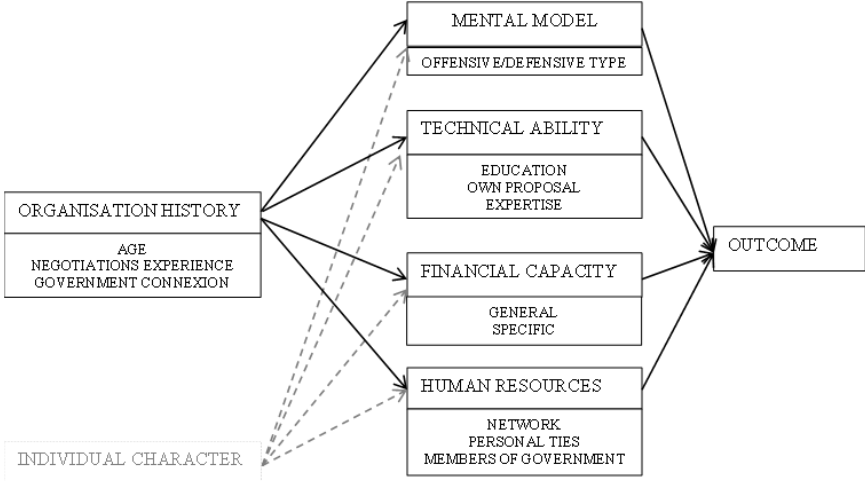 MENTAL MODEL
OFFENSIVE/DEFENSIVE TYPE
TECHNICAL ABILITY
EDUCATION
OWN PROPOSAL
EXPERTISE
ORGANISATION HISTORY
AGE
NEGOTIATIONS EXPERIENCE
GOVERNMENT CONNEXION
OUTCOME
FINANCIAL CAPACITY
GENERAL
SPECIFIC
HUMAN RESOURCES
NETWORK
PERSONAL TIES
MEMBERS OF GOVERNMENT
INDIVIDUAL CHARACTER